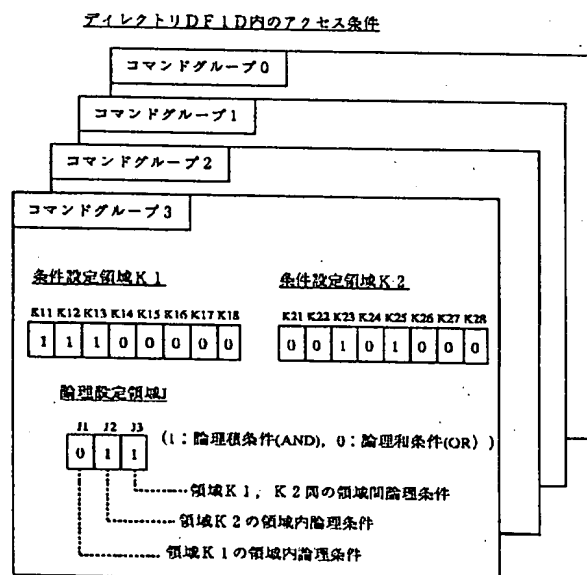 ディレクトリDF1D内のアクセス条件
コマンドグループ0
コマンドグループ1
コマンドグループ2
コマンドグループ3
条件設定領域K1
条件設定領域K2
K11 K12 K13 K14 K15 K16 K17 K18
K21 K22 K23 K24 K25 K26 K27 K28
1 1 1 0 0 0 0 0
0 0 1 0 1 0 0 0
論理設定領域J
J1 J2 J3
0 1 1
(1:論理積条件(AND), 0:論理和条件(OR))
領域K1, K2間の領域間論理条件
領域K2の領域内論理条件
領域K1の領域内論理条件